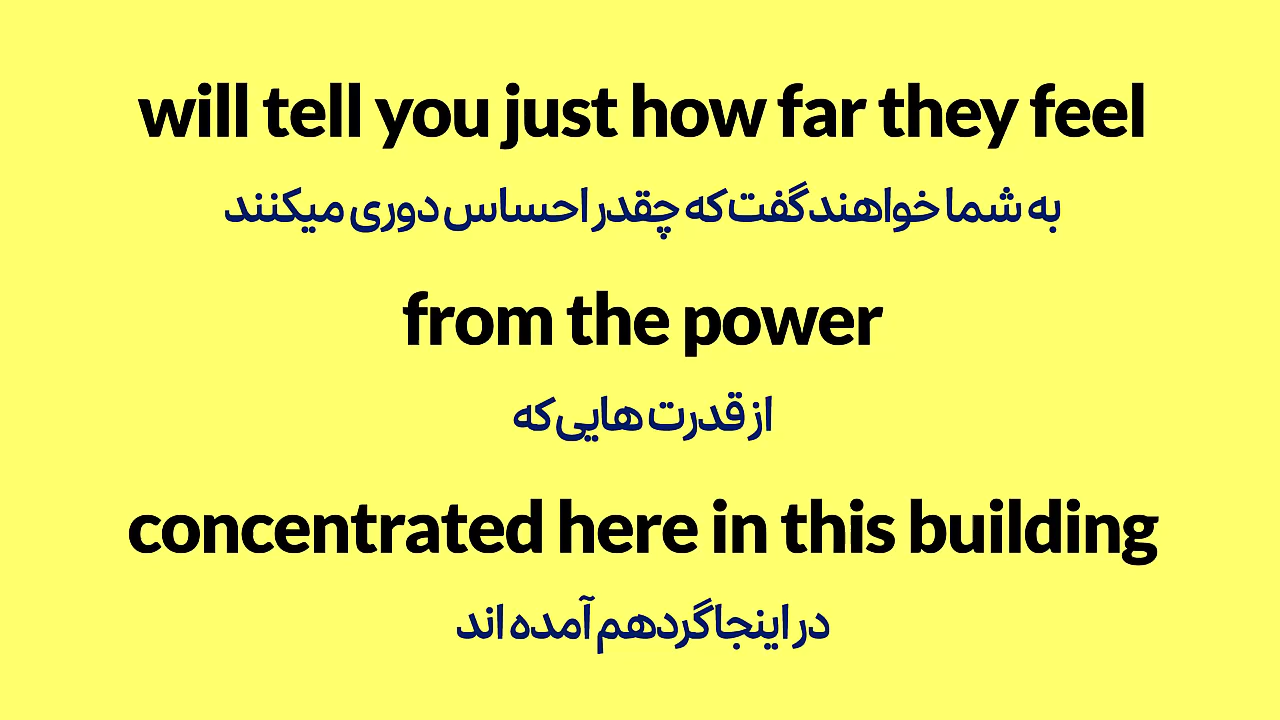 will tell you just how far they feel
به شما خواهند گفت که چقدر احساس دوری میکنند
from the power
از قدرت هایی که
concentrated here in this building
در اینجا گردهم آمده اند